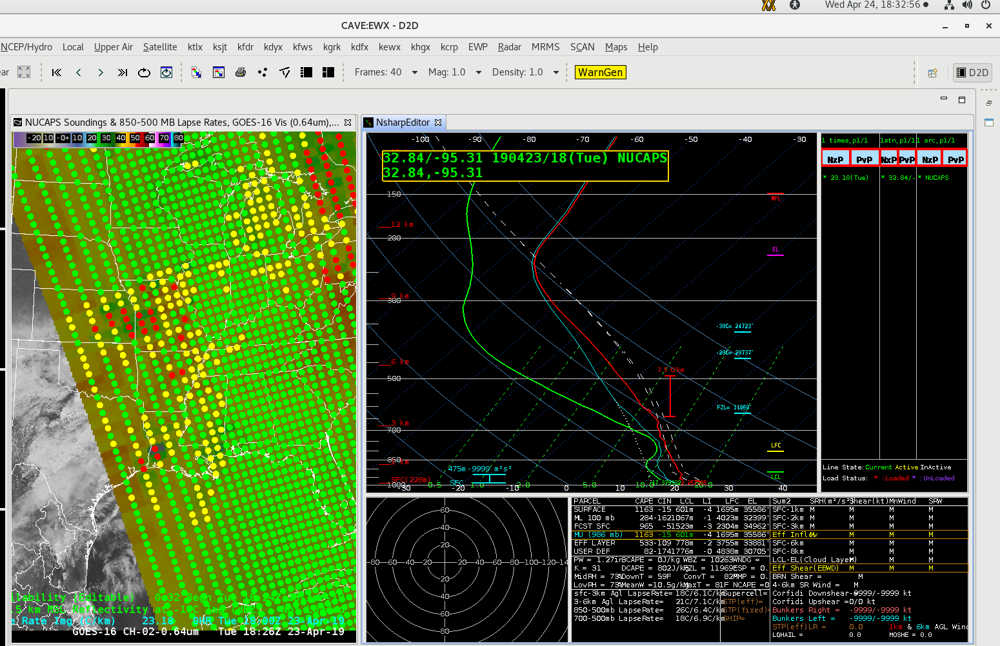 Wed Apr 24, 18:32:56
CAVE:EWX - D2D
NCEP/Hydro Local Upper Air Satellite ktlx ksjt kfdr kdyx kfws kgrk kdfx kewx khgx kcrp EWP Radar MRMS SCAN Maps Help
ear Frames: 40 Mag: 1.0 Density: 1.0 WarnGen D2D
NUCAPS Soundings & 850-500 MB Lapse Rates, GOES-16 Vis (0.64um),...
NsharpEditor
-20 10 -0+ 10 20 30 40 50 60 70 80
-100 -90 -80 -70 -60 -50 -40 -30
32.84/-95.31 190423/18(Tue) NUCAPS
32.84,-95.31
150
12 km
200
9 km
300
6 km
500
3 km
700
850
SFC(228m)
1000
MPL
EL
-30C= 24723'
-20C= 20737'
7.5 C/km
FZL= 11969'
LFC
LCL
475m -9999 m²s²
SFC
0.5 1.0 2.0 5.0 10.0 20.0
-30 -20 -10 0 10 20 30 40
1 times,p1/1 1stn,p1/1 1 src,p1/1
NxP PvP NxP PvP NxP PvP
* 23.18(Tue) * 32.84/- * NUCAPS
Line State: Current Active InActive
Load Status: * :Loaded * :UnLoaded
60
40
20
-80 -60 -40 -20 20 40 60 80 100 120 -14
-20
-40
-60
-80
PARCEL CAPE CIN LCL LI LFC EL
SURFACE 1163 -15 601m -4 1695m 35586'
ML 100 mb 284 -162 1067m -1 4023m 32399'
FCST SFC 965 -5 1523m -3 2304m 34962'
MU (986 mb) 1163 -15 601m -4 1695m 35586'
EFF LAYER 533 -109 778m -2 3755m 33881'
USER DEF 82 -174 1776m -0 4838m 30705'
PW = 1.27in 3CAPE = 0J/kg WBZ = 10263 WNDG =
K = 31 DCAPE = 802J/kg FZL = 11969 ESP = 0.
MidRH = 73% DownT = 59F ConvT = 82F MMP = 0.
LowRH = 73% MeanW =10.5g/kg MaxT = 81F NCAPE =0
sfc-3km Agl LapseRate= 18C/6.1C/km Supercell=
3-6km Agl LapseRate= 21C/7.1C/km STP(eff)=
850-500mb LapseRate= 26C/6.4C/km STP(fixed)=
700-500mb LapseRate= 18C/6.9C/km SHIP=
Sum2 SRH(m²/s²) Shear(kt) MnWind SRW
SFC-1km M M M M
SFC-2km M M M M
SFC-3km M M M M
Eff Inflow M M M M
SFC-6km M M M
SFC-8km M M M
LCL-EL(Cloud Layer) M M M
Eff Shear(EBWD) M M M
BRN Shear = M
4-6km SR Wind = M
Corfidi Downshear =-9999/-9999 kt
Corfidi Upshear =0/0 kt
Bunkers Right = -9999/-9999 kt
Bunkers Left = -9999/-9999 kt
STP(eff)LR = 0.0 1km & 6km AGL Wind
LGHAIL = 0.0 MOSHE = 0.0
ilability (Editable)
.5 km MSL Reflectivity at -10C
e Rate Img (C/km) 23.18 0HR Tue 18:00Z 23-Apr-19
GOES-16 CH-02-0.64um Tue 18:26Z 23-Apr-19